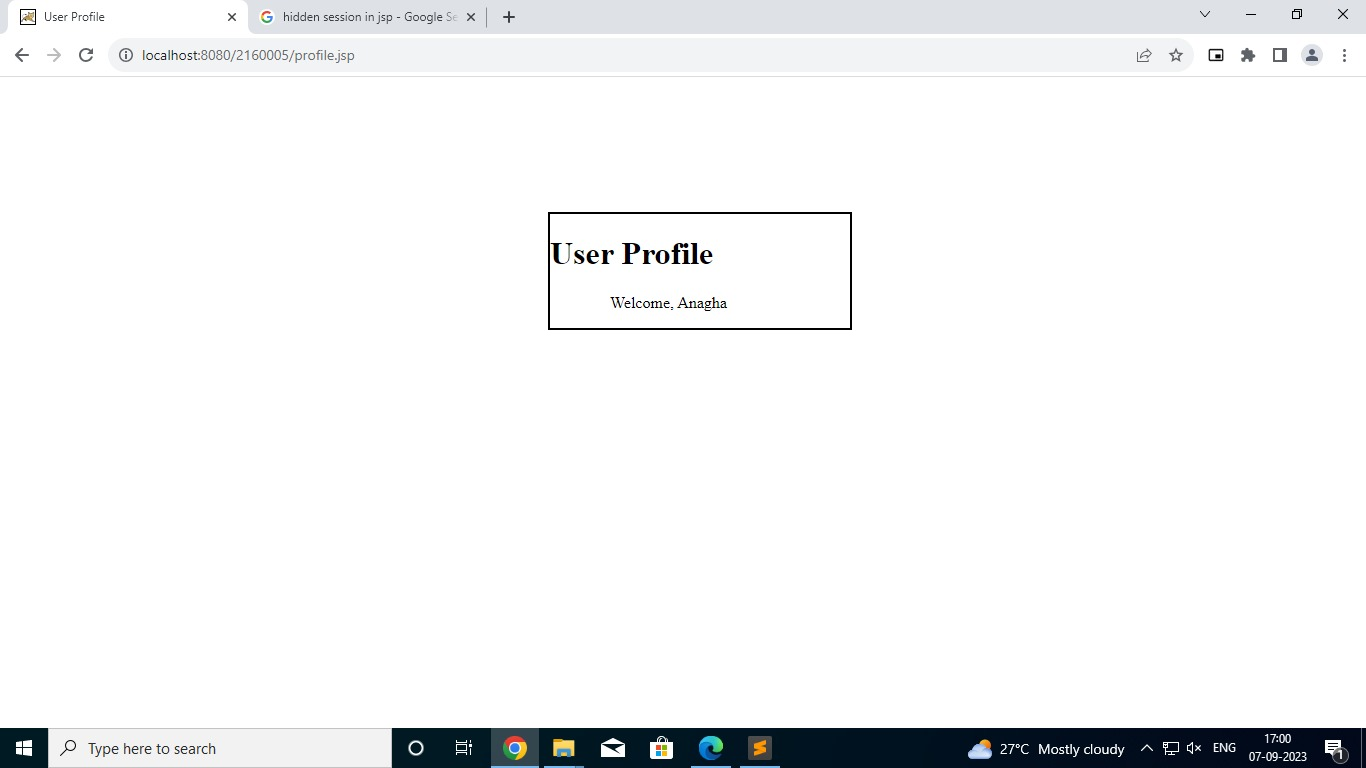 User Profile
hidden session in jsp - Google Se
localhost:8080/2160005/profile.jsp
User Profile
Welcome, Anagha
Type here to search
27°C Mostly cloudy
ENG
17:00
07-09-2023
1